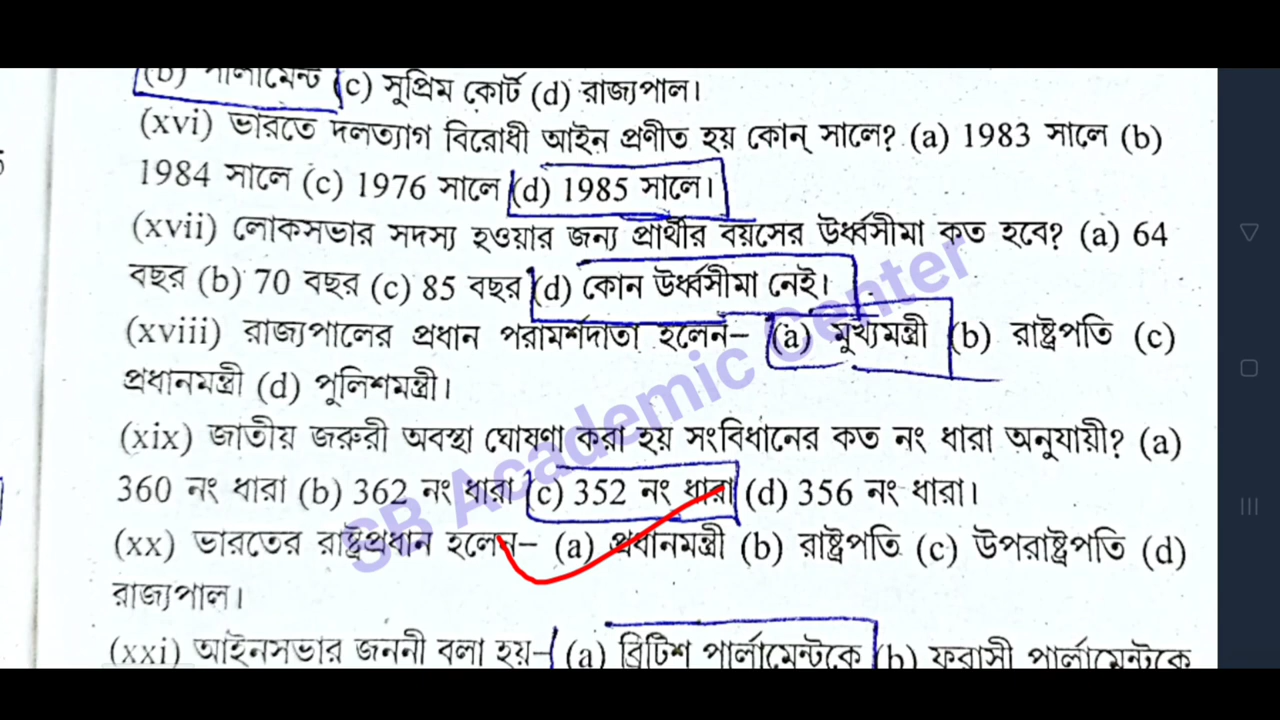 (b) পার্লামেন্ট (c) সুপ্রিম কোর্ট (d) রাজ্যপাল।
(xvi) ভারতে দলত্যাগ বিরোধী আইন প্রণীত হয় কোন্ সালে? (a) 1983 সালে (b)
1984 সালে (c) 1976 সালে (d) 1985 সালে।
(xvii) লোকসভার সদস্য হওয়ার জন্য প্রার্থীর বয়সের উর্ধ্বসীমা কত হবে? (a) 64
বছর (b) 70 বছর (c) 85 বছর (d) কোন উর্ধ্বসীমা নেই।
(xviii) রাজ্যপালের প্রধান পরামর্শদাতা হলেন– (a) মুখ্যমন্ত্রী (b) রাষ্ট্রপতি (c)
প্রধানমন্ত্রী (d) পুলিশমন্ত্রী।
(xix) জাতীয় জরুরী অবস্থা ঘোষণা করা হয় সংবিধানের কত নং ধারা অনুযায়ী? (a)
360 নং ধারা (b) 362 নং ধারা (c) 352 নং ধারা (d) 356 নং ধারা।
(xx) ভারতের রাষ্ট্রপ্রধান হলেন– (a) প্রধানমন্ত্রী (b) রাষ্ট্রপতি (c) উপরাষ্ট্রপতি (d)
রাজ্যপাল।
(xxi) আইনসভার জননী বলা হয়– (a) ব্রিটিশ পার্লামেন্টকে (b) ফরাসী পার্লামেন্টকে
SB Academic Center